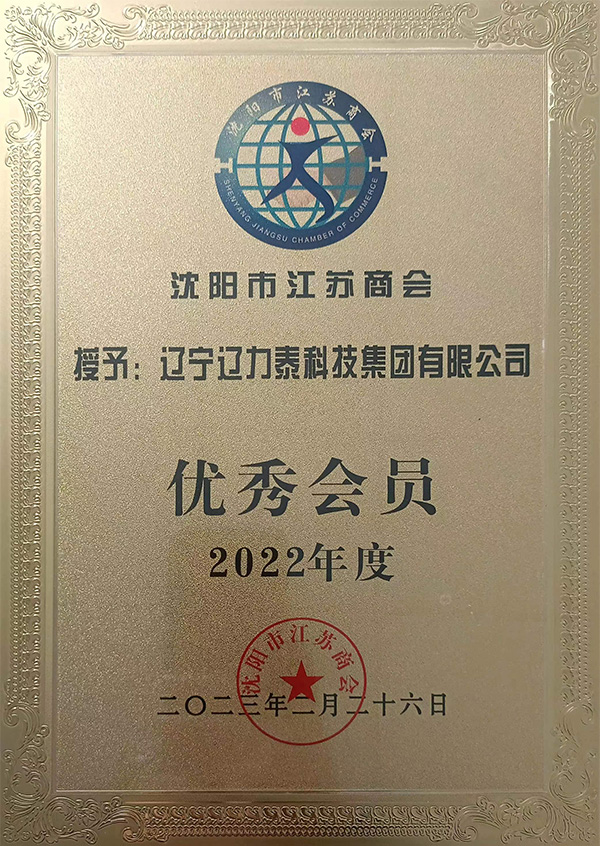 沈阳市江苏商会
SHENYANG JIANGSU CHAMBER OF COMMERCE
沈阳市江苏商会
授予：辽宁辽力泰科技集团有限公司
优秀会员
2022年度
沈阳市江苏商会
二〇二三年二月二十六日